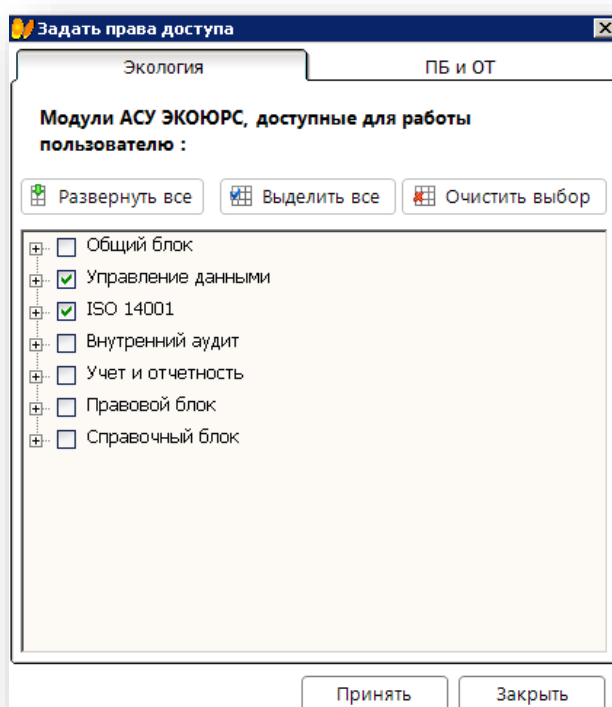 Задать права доступа
Экология
ПБ и ОТ
Модули АСУ ЭКОЮРС, доступные для работы
пользователю :
Развернуть все
Выделить все
Очистить выбор
Общий блок
Управление данными
ISO 14001
Внутренний аудит
Учет и отчетность
Правовой блок
Справочный блок
Принять
Закрыть